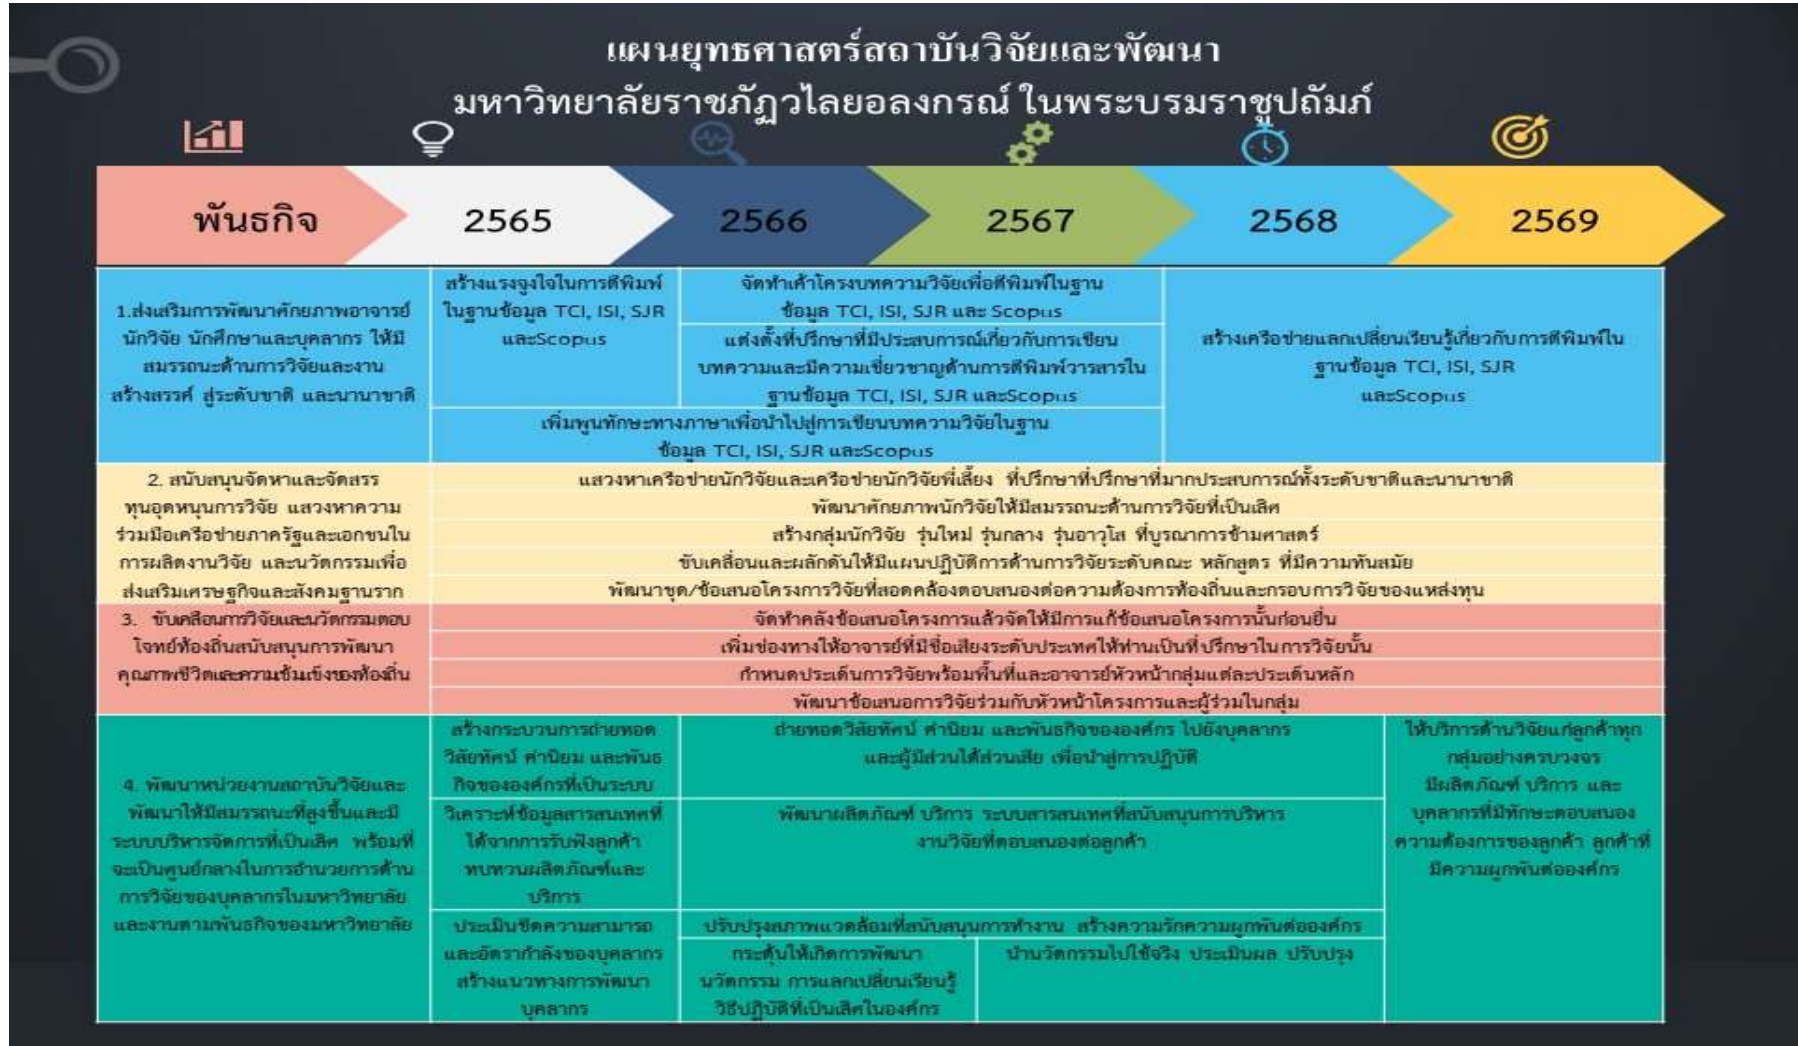 แผนยุทธศาสตร์สถาบันวิจัยและพัฒนา
มหาวิทยาลัยราชภัฏวไลยอลงกรณ์ ในพระบรมราชูปถัมภ์
พันธกิจ
2565
2566
2567
2568
2569
1.ส่งเสริมการพัฒนาศักยภาพอาจารย์
นักวิจัย นักศึกษาและบุคลากร ให้มี
สมรรถนะด้านการวิจัยและงาน
สร้างสรรค์ สู่ระดับชาติ และนานาชาติ
สร้างแรงจูงใจในการตีพิมพ์
ในฐานข้อมูล TCI, ISI, SJR
และScopus
จัดทำเค้าโครงบทความวิจัยเพื่อตีพิมพ์ในฐาน
ข้อมูล TCI, ISI, SJR และ Scopus
แต่งตั้งที่ปรึกษาที่มีประสบการณ์เกี่ยวกับการเขียน
บทความและมีความเชี่ยวชาญด้านการตีพิมพ์วารสารใน
ฐานข้อมูล TCI, ISI, SJR และScopus
เพิ่มพูนทักษะทางภาษาเพื่อนำไปสู่การเขียนบทความวิจัยในฐาน
ข้อมูล TCI, ISI, SJR และScopus
สร้างเครือข่ายแลกเปลี่ยนเรียนรู้เกี่ยวกับการตีพิมพ์ใน
ฐานข้อมูล TCI, ISI, SJR
และScopus
2. สนับสนุนจัดหาและจัดสรร
ทุนอุดหนุนการวิจัย แสวงหาความ
ร่วมมือเครือข่ายภาครัฐและเอกชนใน
การผลิตงานวิจัย และนวัตกรรมเพื่อ
ส่งเสริมเศรษฐกิจและสังคมฐานราก
แสวงหาเครือข่ายนักวิจัยและเครือข่ายนักวิจัยพี่เลี้ยง ที่ปรึกษาที่ปรึกษาที่มากประสบการณ์ทั้งระดับชาติและนานาชาติ
พัฒนาศักยภาพนักวิจัยให้มีสมรรถนะด้านการวิจัยที่เป็นเลิศ
สร้างกลุ่มนักวิจัย รุ่นใหม่ รุ่นกลาง รุ่นอาวุโส ที่บูรณาการข้ามศาสตร์
ขับเคลื่อนและผลักดันให้มีแผนปฏิบัติการด้านการวิจัยระดับคณะ หลักสูตร ที่มีความทันสมัย
พัฒนาชุด/ข้อเสนอโครงการวิจัยที่สอดคล้องตอบสนองต่อความต้องการท้องถิ่นและกรอบการวิจัยของแหล่งทุน
3. ขับเคลือนการวิจัยและนวัตกรรมตอบ
โจทย์ท้องถิ่นสนับสนุนการพัฒนา
คุณภาพชีวิตและความเข้มแข็งของท้องถิ่น
จัดทำคลังข้อเสนอโครงการแล้วจัดให้มีการแก้ข้อเสนอโครงการนั้นก่อนยื่น
เพิ่มช่องทางให้อาจารย์ที่มีชื่อเสียงระดับประเทศให้ท่านเป็นที่ปรึกษาในการวิจัยนั้น
กำหนดประเด็นการวิจัยพร้อมพื้นที่และอาจารย์หัวหน้ากลุ่มแต่ละประเด็นหลัก
พัฒนาข้อเสนอการวิจัยร่วมกับหัวหน้าโครงการและผู้ร่วมในกลุ่ม
4. พัฒนาหน่วยงานสถาบันวิจัยและ
พัฒนาให้มีสมรรถนะที่สูงขึ้นและมี
ระบบบริหารจัดการที่เป็นเลิศ พร้อมที่
จะเป็นศูนย์กลางในการอำนวยการด้าน
การวิจัยของบุคลากรในมหาวิทยาลัย
และงานตามพันธกิจของมหาวิทยาลัย
สร้างกระบวนการถ่ายทอด
วิสัยทัศน์ ค่านิยม และพันธ
กิจขององค์กรที่เป็นระบบ
วิเคราะห์ข้อมูลสารสนเทศที่
ได้จากการรับฟังลูกค้า
ทบทวนผลิตภัณฑ์และ
บริการ
ประเมินขีดความสามารถ
และอัตรากำลังของบุคลากร
สร้างแนวทางการพัฒนา
บุคลากร
ถ่ายทอดวิสัยทัศน์ ค่านิยม และพันธกิจขององค์กร ไปยังบุคลากร
และผู้มีส่วนได้ส่วนเสีย เพื่อนำสู่การปฏิบัติ
พัฒนาผลิตภัณฑ์ บริการ ระบบสารสนเทศที่สนับสนุนการบริหาร
งานวิจัยที่ตอบสนองต่อลูกค้า
ปรับปรุงสภาพแวดล้อมที่สนับสนุนการทำงาน สร้างความรักความผูกพันต่อองค์กร
กระตุ้นให้เกิดการพัฒนา
นวัตกรรม การแลกเปลี่ยนเรียนรู้
วิธีปฏิบัติที่เป็นเลิศในองค์กร
นำนวัตกรรมไปใช้จริง ประเมินผล ปรับปรุง
ให้บริการด้านวิจัยแก่ลูกค้าทุก
กลุ่มอย่างครบวงจร
มีผลิตภัณฑ์ บริการ และ
บุคลากรที่มีทักษะตอบสนอง
ความต้องการของลูกค้า ลูกค้าที่
มีความผูกพันต่อองค์กร